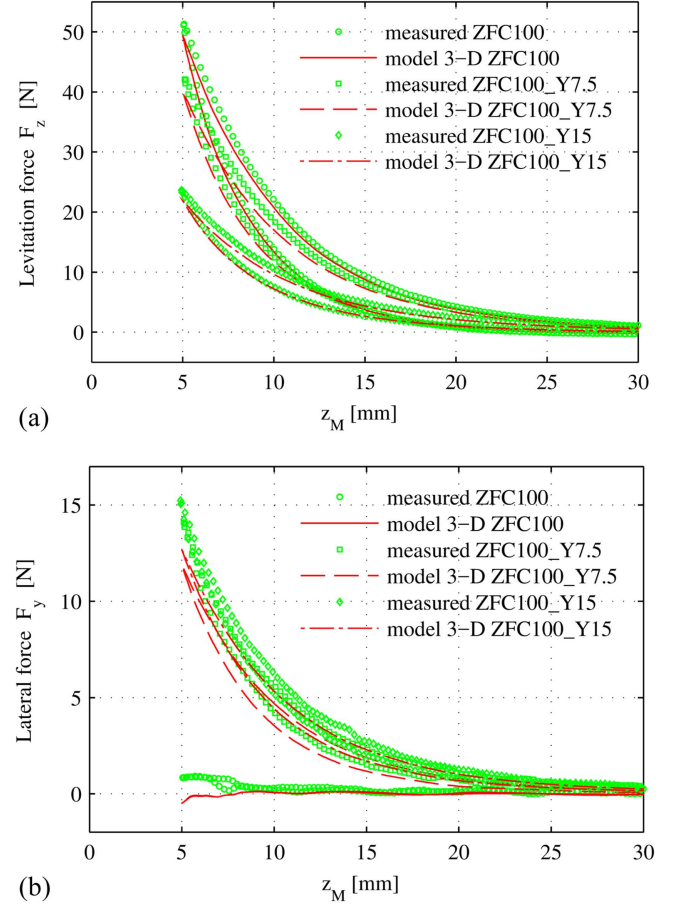 50
40
30
20
10
0
Levitation force F_z [N]
measured ZFC100
model 3−D ZFC100
measured ZFC100_Y7.5
model 3−D ZFC100_Y7.5
measured ZFC100_Y15
model 3−D ZFC100_Y15
0 5 10 15 20 25 30
z_M [mm]
(a)
15
10
5
0
Lateral force F_y [N]
measured ZFC100
model 3−D ZFC100
measured ZFC100_Y7.5
model 3−D ZFC100_Y7.5
measured ZFC100_Y15
model 3−D ZFC100_Y15
0 5 10 15 20 25 30
z_M [mm]
(b)